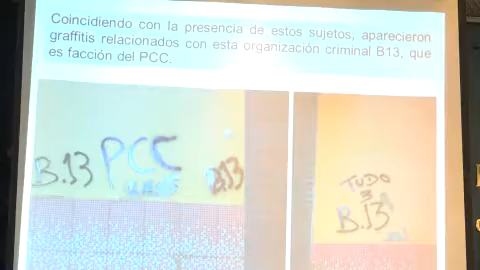 Coincidiendo con la presencia de estos sujetos, aparecieron
graffitis relacionados con esta organización criminal B13, que
es facción del PCC.
B.13 PCC B13
TUDO
3
B.13